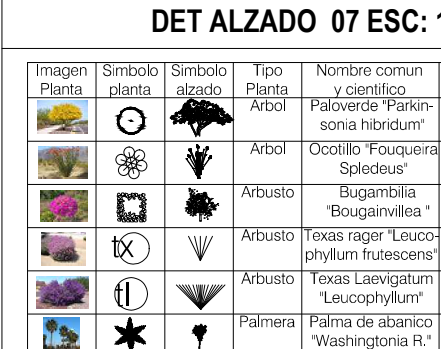 DET ALZADO 07 ESC:
Imagen Planta Simbolo planta Simbolo alzado Tipo Planta Nombre comun y cientifico
Arbol Paloverde "Parkin-
sonia hibridum"
Arbol Ocotillo "Fouqueira
Spledeus"
Arbusto Bugambilia
"Bougainvillea "
tx Arbusto Texas rager "Leuco-
phyllum frutescens"
tl Arbusto Texas Laevigatum
"Leucophyllum"
Palmera Palma de abanico
"Washingtonia R."